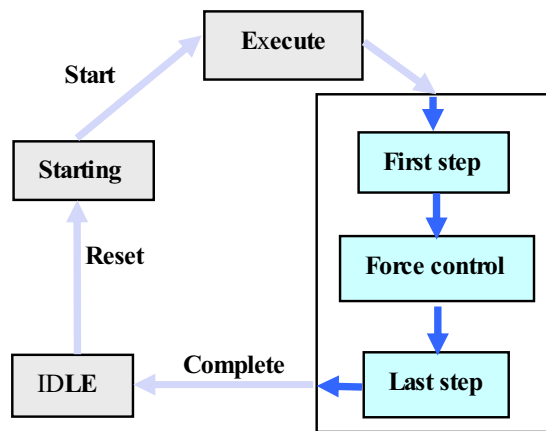 Execute
Start
First step
Starting
Force control
Reset
Complete
IDLE
Last step